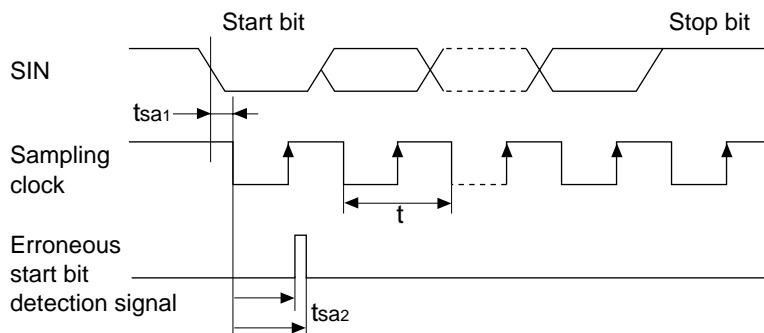 Start bit
Stop bit
SIN
tsa1
Sampling
clock
t
Erroneous
start bit
detection signal
tsa2